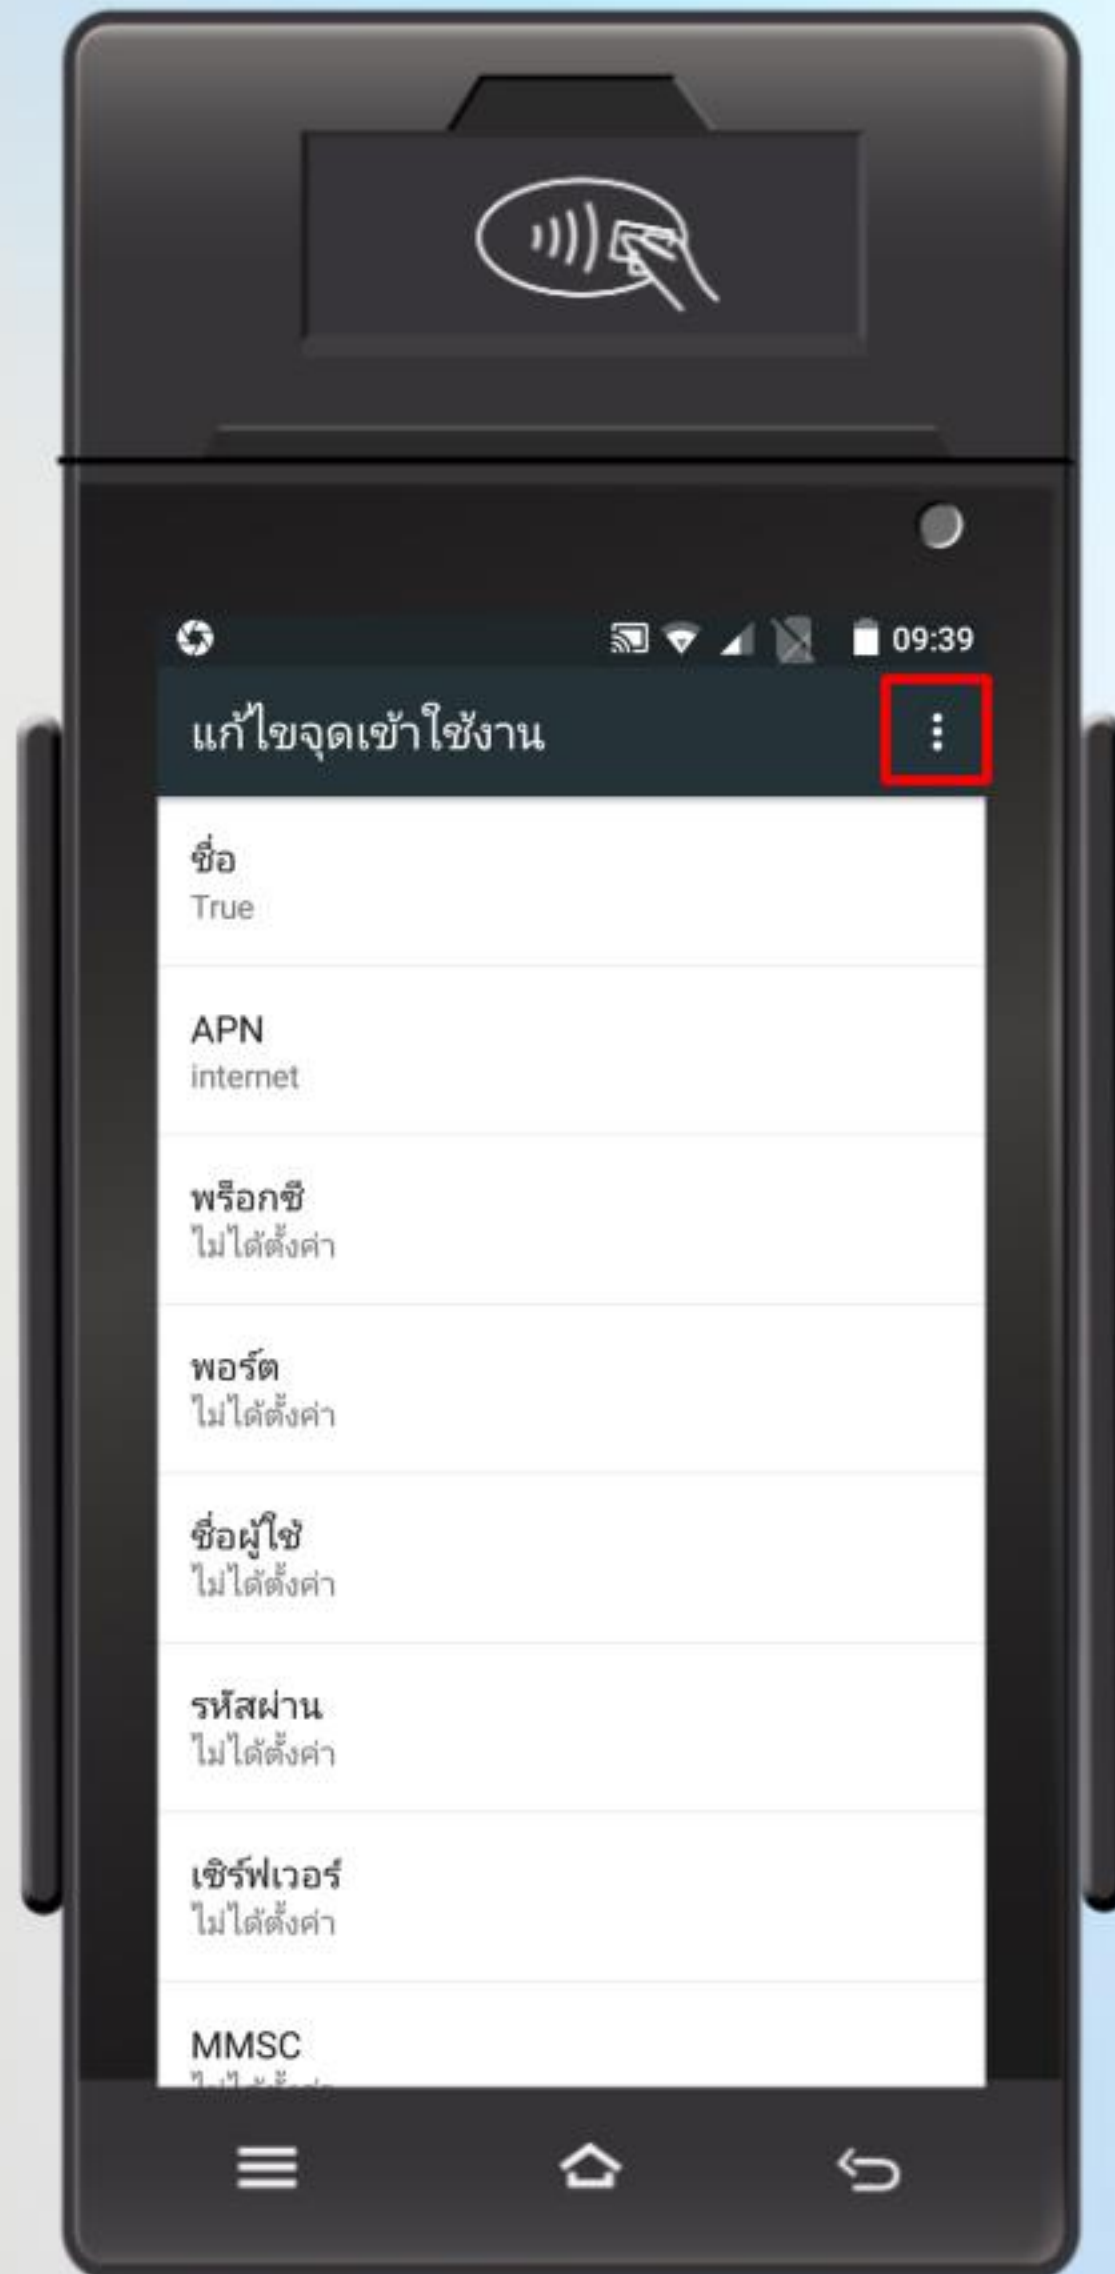 09:39
แก้ไขจุดเข้าใช้งาน
ชื่อ
True
APN
internet
พร็อกซี
ไม่ได้ตั้งค่า
พอร์ต
ไม่ได้ตั้งค่า
ชื่อผู้ใช้
ไม่ได้ตั้งค่า
รหัสผ่าน
ไม่ได้ตั้งค่า
เซิร์ฟเวอร์
ไม่ได้ตั้งค่า
MMSC